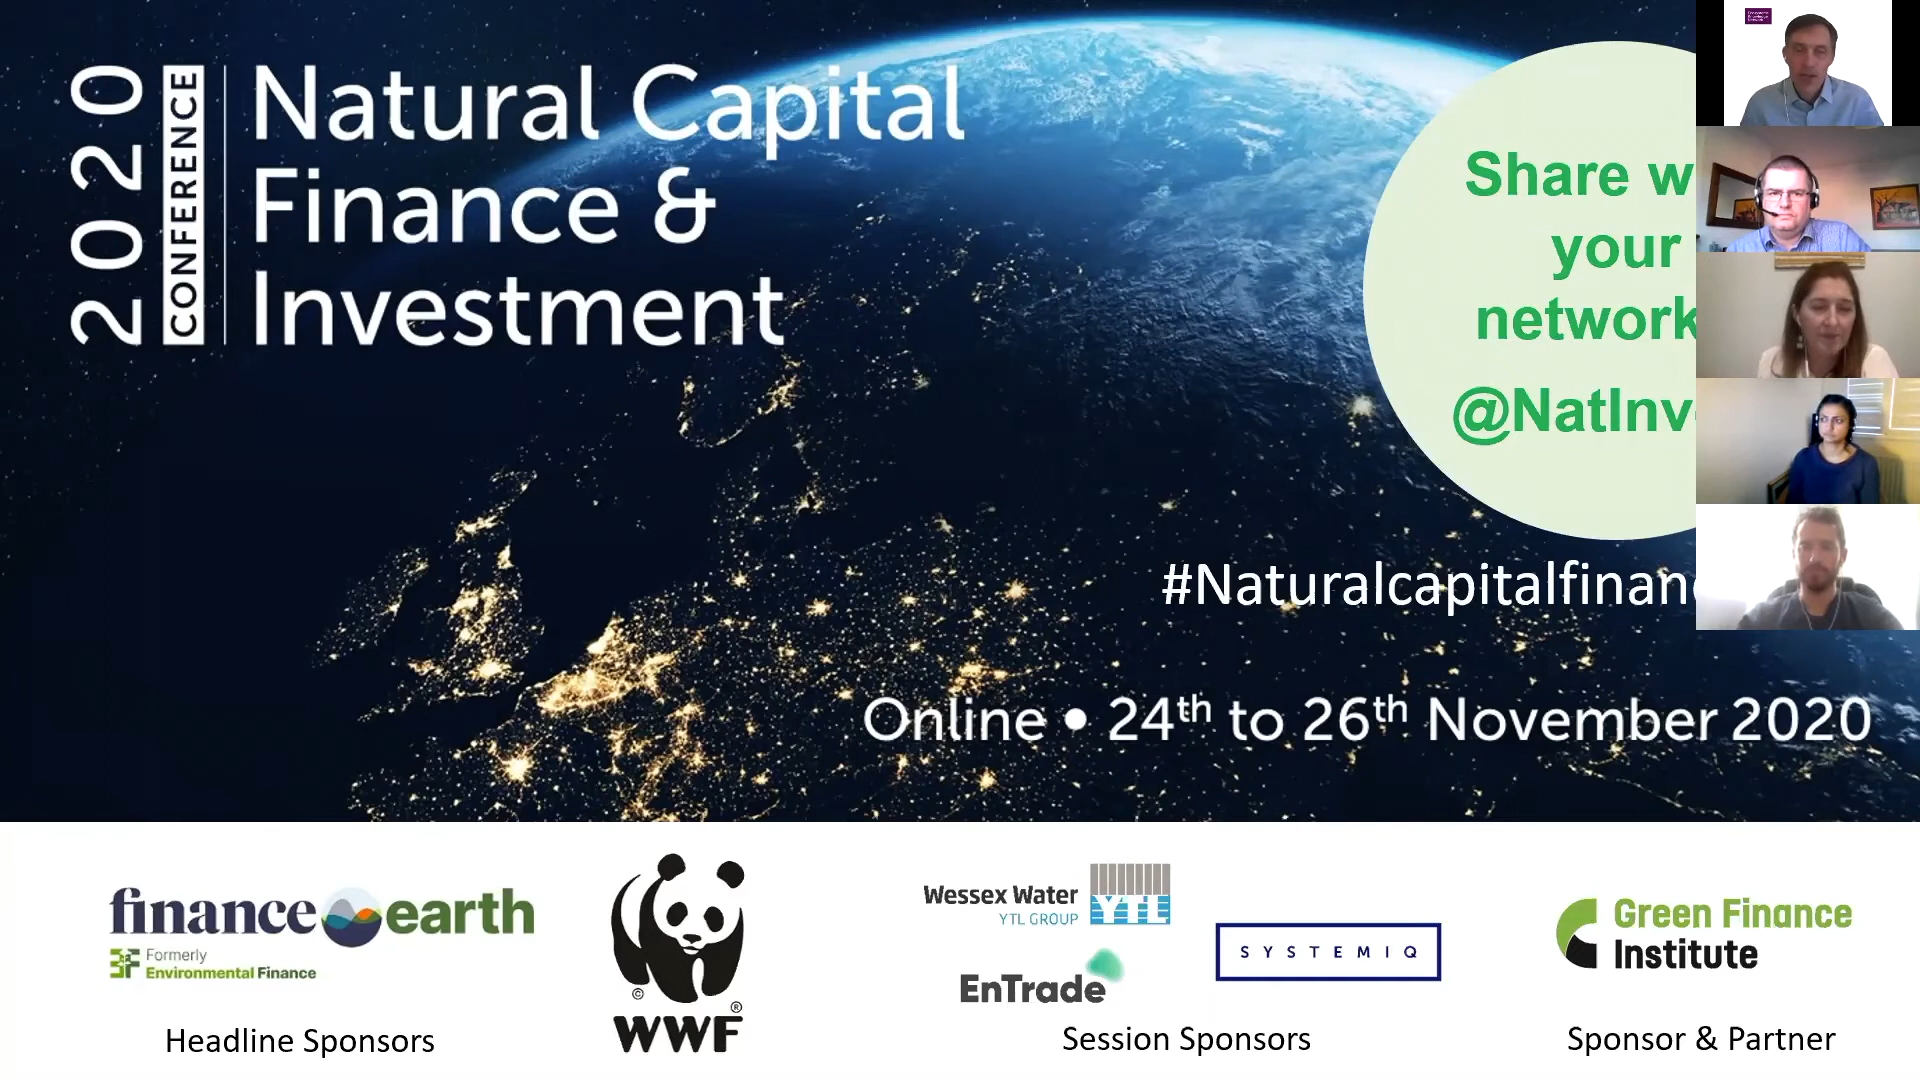 2020
CONFERENCE
Natural Capital
Finance &
Investment
Share w
your
network
@NatInv
#Naturalcapitalfinan
Online • 24th to 26th November 2020
finance earth
Formerly
Environmental Finance
Headline Sponsors
©
®
WWF
Wessex Water
YTL GROUP
YTL
EnTrade
SYSTEMIQ
Session Sponsors
Green Finance
Institute
Sponsor & Partner